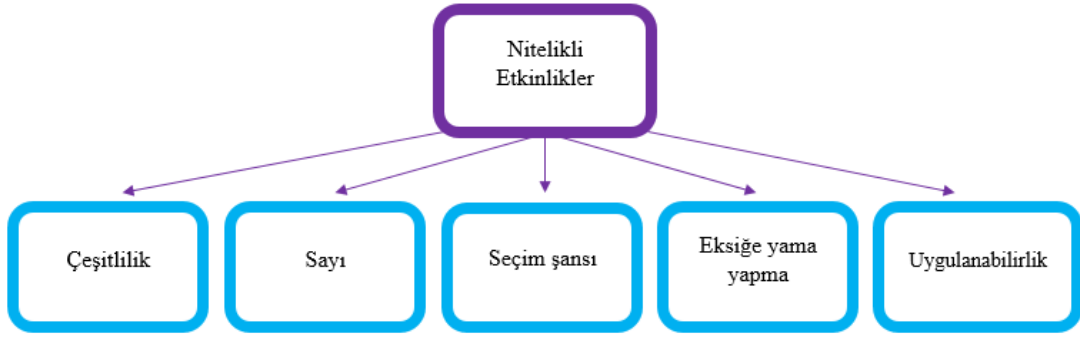 Nitelikli
Etkinlikler
Çeşitlilik
Sayı
Seçim şansı
Eksiğe yama
yapma
Uygulanabilirlik